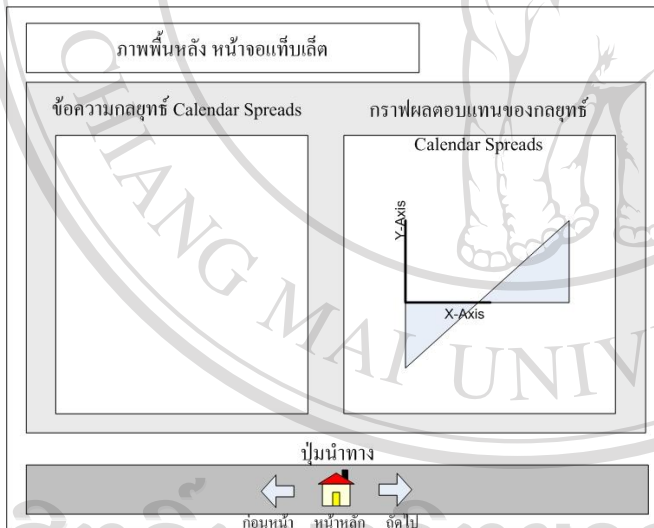 ภาพพื้นหลัง หน้าจอแท็บเล็ต
ข้อความกลยุทธ์ Calendar Spreads
กราฟผลตอบแทนของกลยุทธ์
Calendar Spreads
Y-Axis
X-Axis
ปุ่มนำทาง
ก่อนหน้า หน้าหลัก ถัดไป
CHIANG MAI UNIV